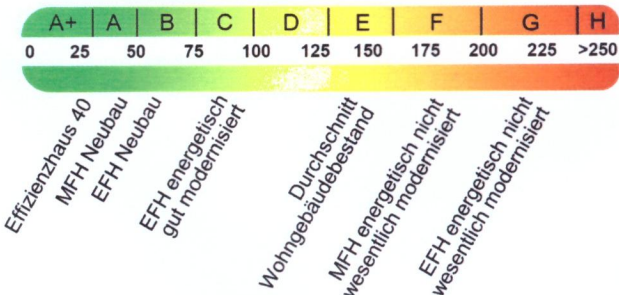 A+ A B C D E F G H
0 25 50 75 100 125 150 175 200 225 >250
Effizienzhaus 40
MFH Neubau
EFH Neubau
EFH energetisch
gut modernisiert
Durchschnitt
Wohngebäudebestand
MFH energetisch nicht
wesentlich modernisiert
EFH energetisch nicht
wesentlich modernisiert